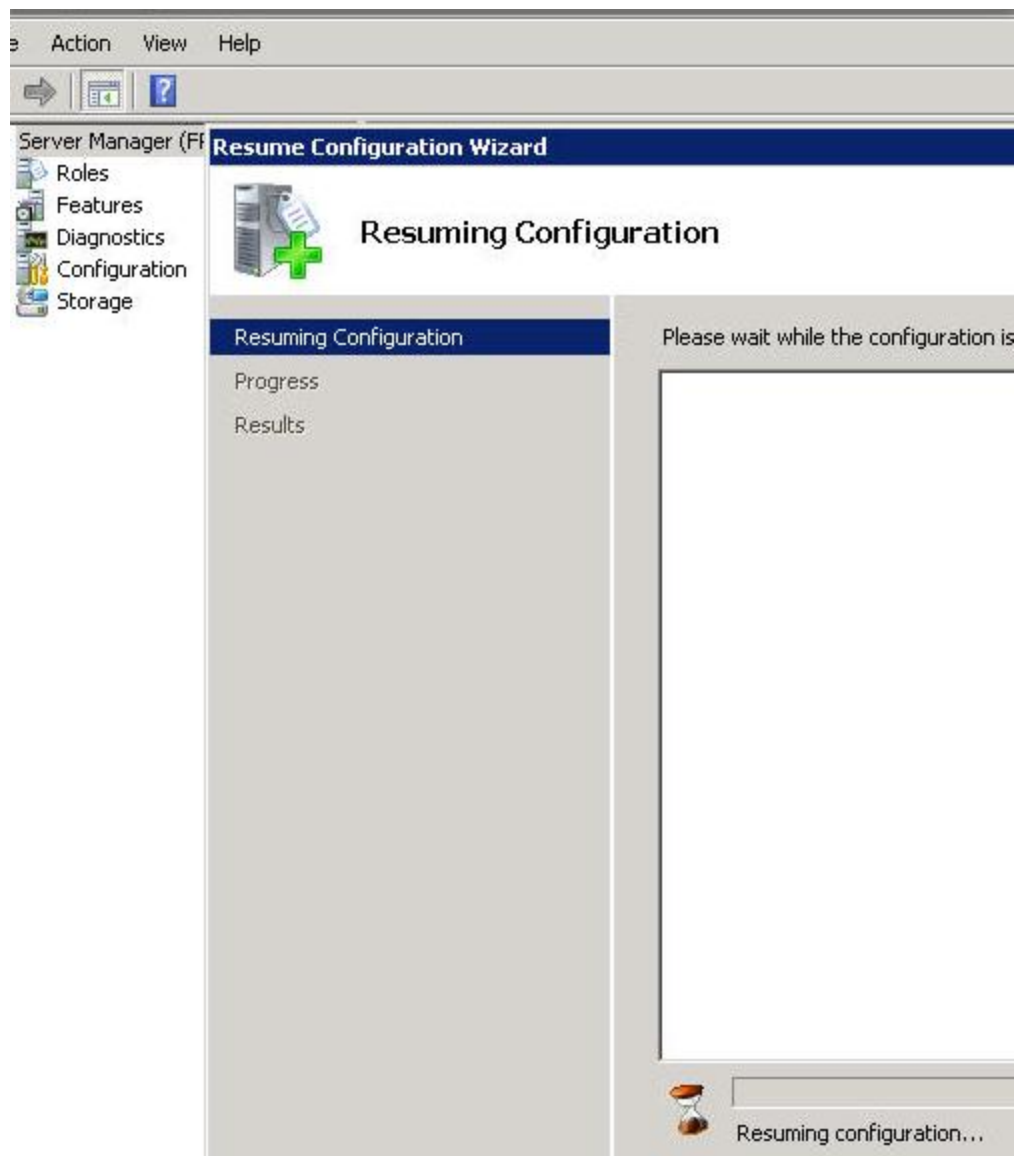 Action View Help
Server Manager (
Roles
Features
Diagnostics
Configuration
Storage
Resume Configuration Wizard
Resuming Configuration
Resuming Configuration
Progress
Results
Please wait while the configuration is
Resuming configuration...